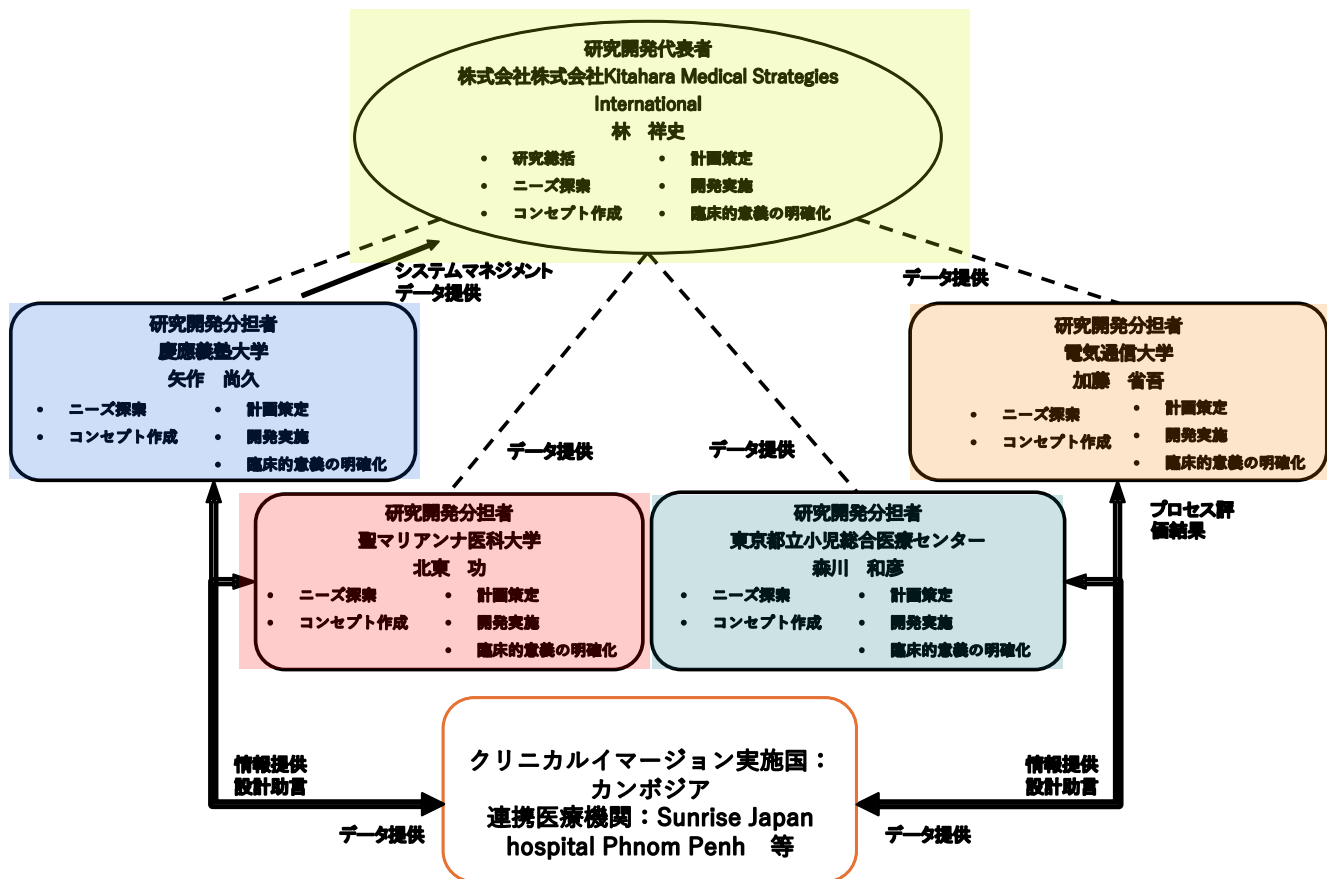 研究開発代表者
株式会社株式会社Kitahara Medical Strategies
International
林　祥史
• 研究総括
• ニーズ探索
• コンセプト作成
• 計画策定
• 開発実施
• 臨床的意義の明確化
システムマネジメント
データ提供
データ提供
研究開発分担者
慶應義塾大学
矢作　尚久
• ニーズ探索
• コンセプト作成
• 計画策定
• 開発実施
• 臨床的意義の明確化
研究開発分担者
電気通信大学
加藤　省吾
• ニーズ探索
• コンセプト作成
• 計画策定
• 開発実施
• 臨床的意義の明確化
データ提供
データ提供
研究開発分担者
聖マリアンナ医科大学
北東　功
• ニーズ探索
• コンセプト作成
• 計画策定
• 開発実施
• 臨床的意義の明確化
研究開発分担者
東京都立小児総合医療センター
森川　和彦
• ニーズ探索
• コンセプト作成
• 計画策定
• 開発実施
• 臨床的意義の明確化
プロセス評
価結果
情報提供
設計助言
データ提供
クリニカルイマージョン実施国：
カンボジア
連携医療機関：Sunrise Japan
hospital Phnom Penh　等
情報提供
設計助言
データ提供